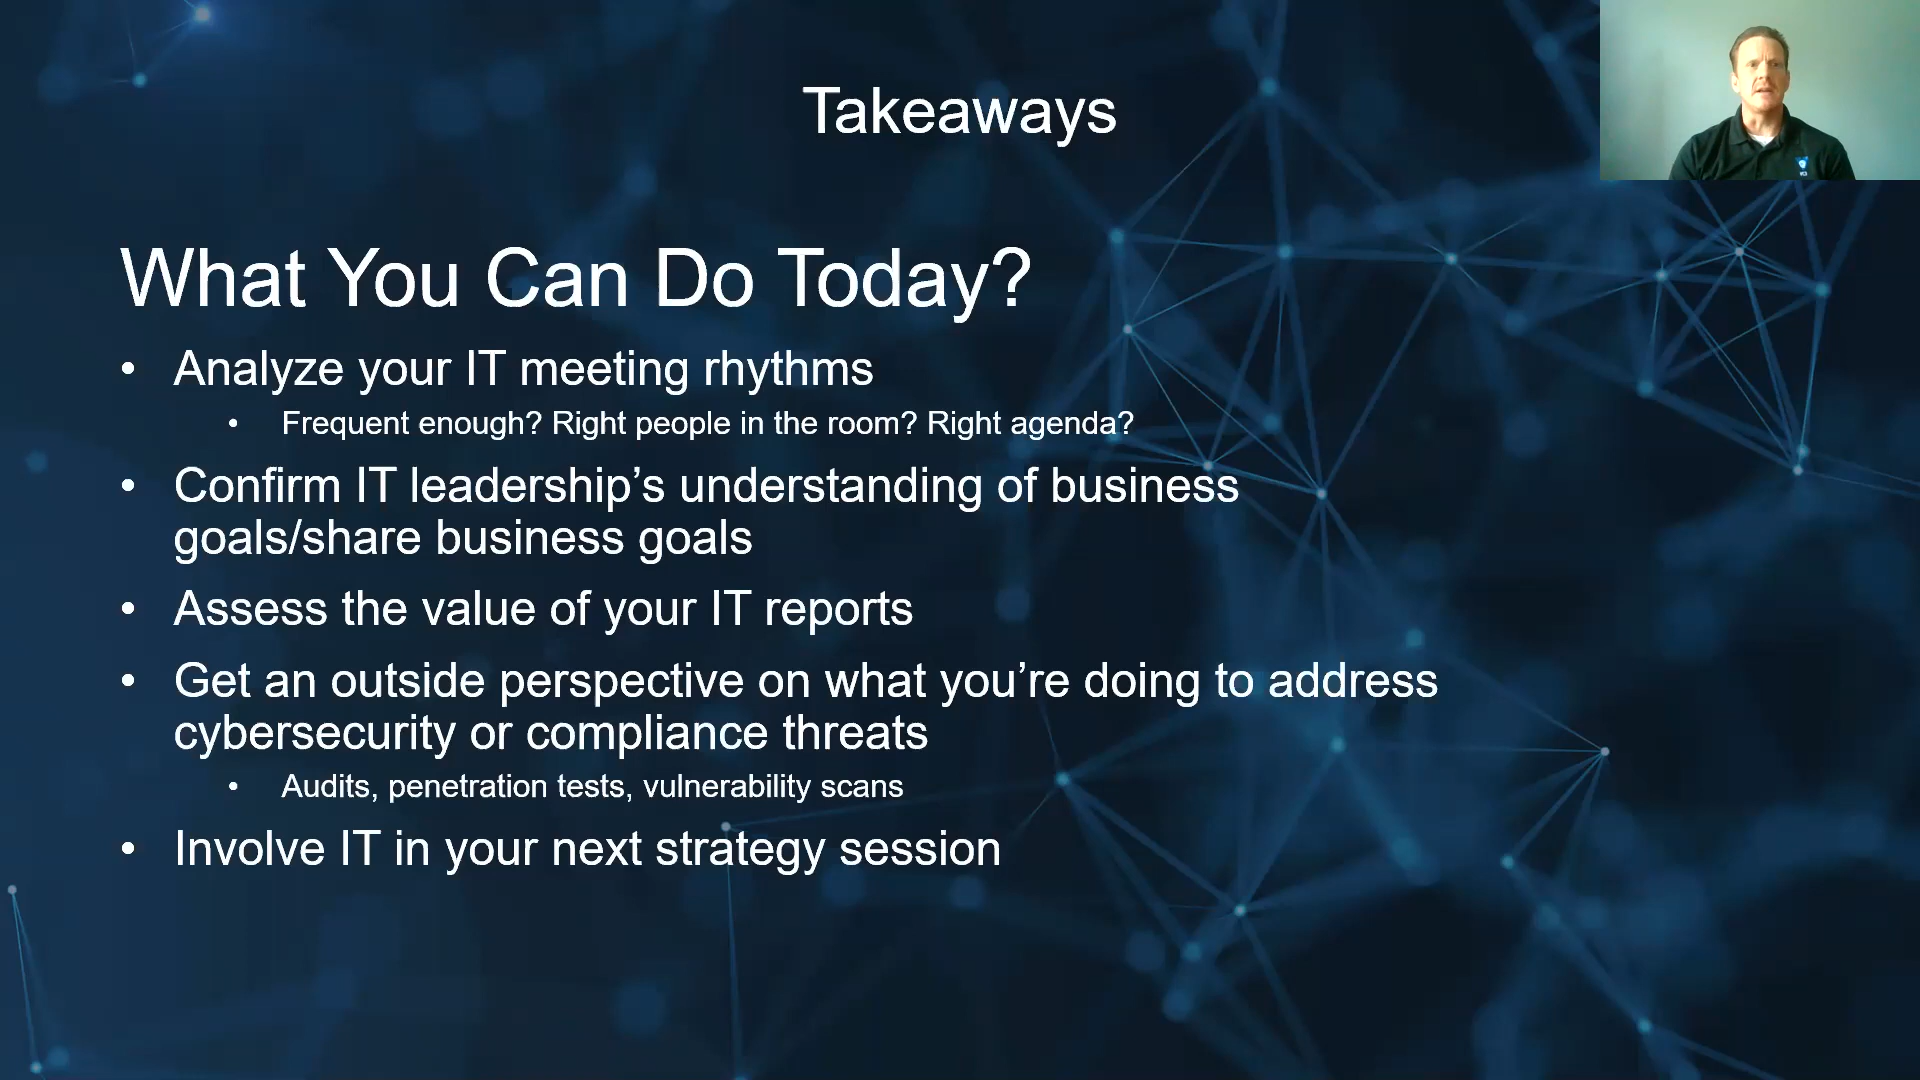 Takeaways
What You Can Do Today?
• Analyze your IT meeting rhythms
• Frequent enough? Right people in the room? Right agenda?
• Confirm IT leadership’s understanding of business
goals/share business goals
• Assess the value of your IT reports
• Get an outside perspective on what you’re doing to address
cybersecurity or compliance threats
• Audits, penetration tests, vulnerability scans
• Involve IT in your next strategy session